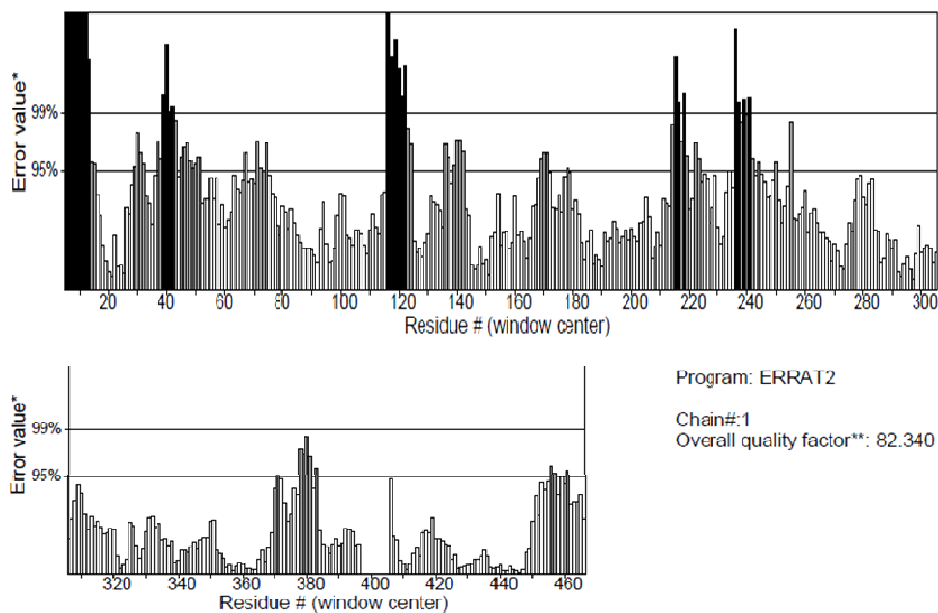 Error value*
99%
95%
20 40 60 80 100 120 140 160 180 200 220 240 260 280 300
Residue # (window center)
Error value*
99%
95%
320 340 360 380 400 420 440 460
Residue # (window center)
Program: ERRAT2
Chain#:1
Overall quality factor**: 82.340